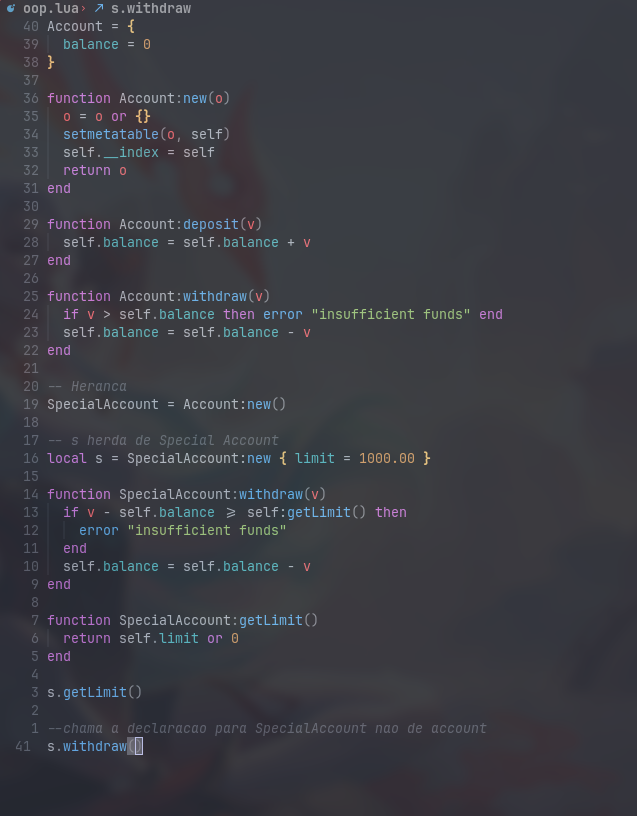 oop.lua › s.withdraw
40 Account = {
39   balance = 0
38 }
37
36 function Account:new(o)
35   o = o or {}
34   setmetatable(o, self)
33   self.__index = self
32   return o
31 end
30
29 function Account:deposit(v)
28   self.balance = self.balance + v
27 end
26
25 function Account:withdraw(v)
24   if v > self.balance then error "insufficient funds" end
23   self.balance = self.balance - v
22 end
21
20 -- Heranca
19 SpecialAccount = Account:new()
18
17 -- s herda de Special Account
16 local s = SpecialAccount:new { limit = 1000.00 }
15
14 function SpecialAccount:withdraw(v)
13   if v - self.balance >= self:getLimit() then
12     error "insufficient funds"
11   end
10   self.balance = self.balance - v
9 end
8
7 function SpecialAccount:getLimit()
6   return self.limit or 0
5 end
4
3 s.getLimit()
2
1 --chama a declaracao para SpecialAccount nao de account
41 s.withdraw()